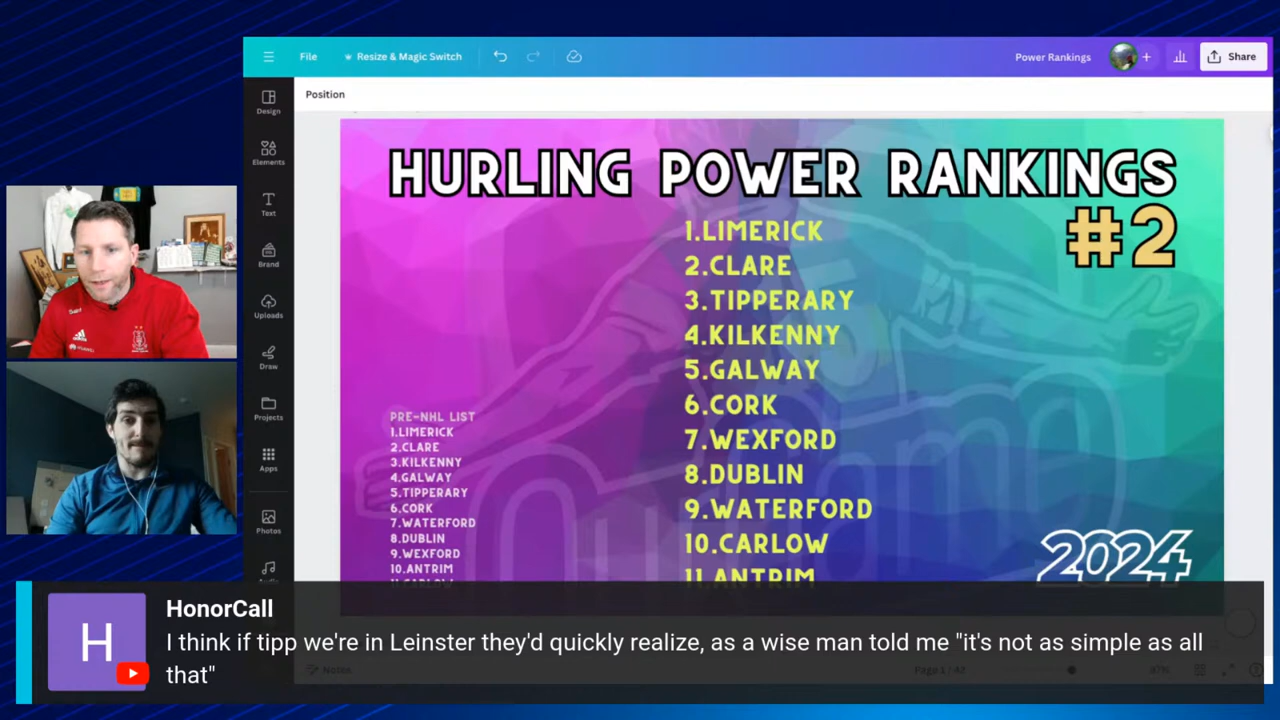 File
Resize & Magic Switch
Power Rankings
Share
Position
Design
Elements
Text
Brand
Uploads
Draw
Projects
Apps
Photos
HURLING POWER RANKINGS
#2
1.LIMERICK
2.CLARE
3.TIPPERARY
4.KILKENNY
5.GALWAY
6.CORK
7.WEXFORD
8.DUBLIN
9.WATERFORD
10.CARLOW
11.ANTRIM
PRE-NHL LIST
1.LIMERICK
2.CLARE
3.KILKENNY
4.GALWAY
5.TIPPERARY
6.CORK
7.WATERFORD
8.DUBLIN
9.WEXFORD
10.ANTRIM
11.CARLOW
2024
H
HonorCall
I think if tipp we're in Leinster they'd quickly realize, as a wise man told me "it's not as simple as all
that"
Notes